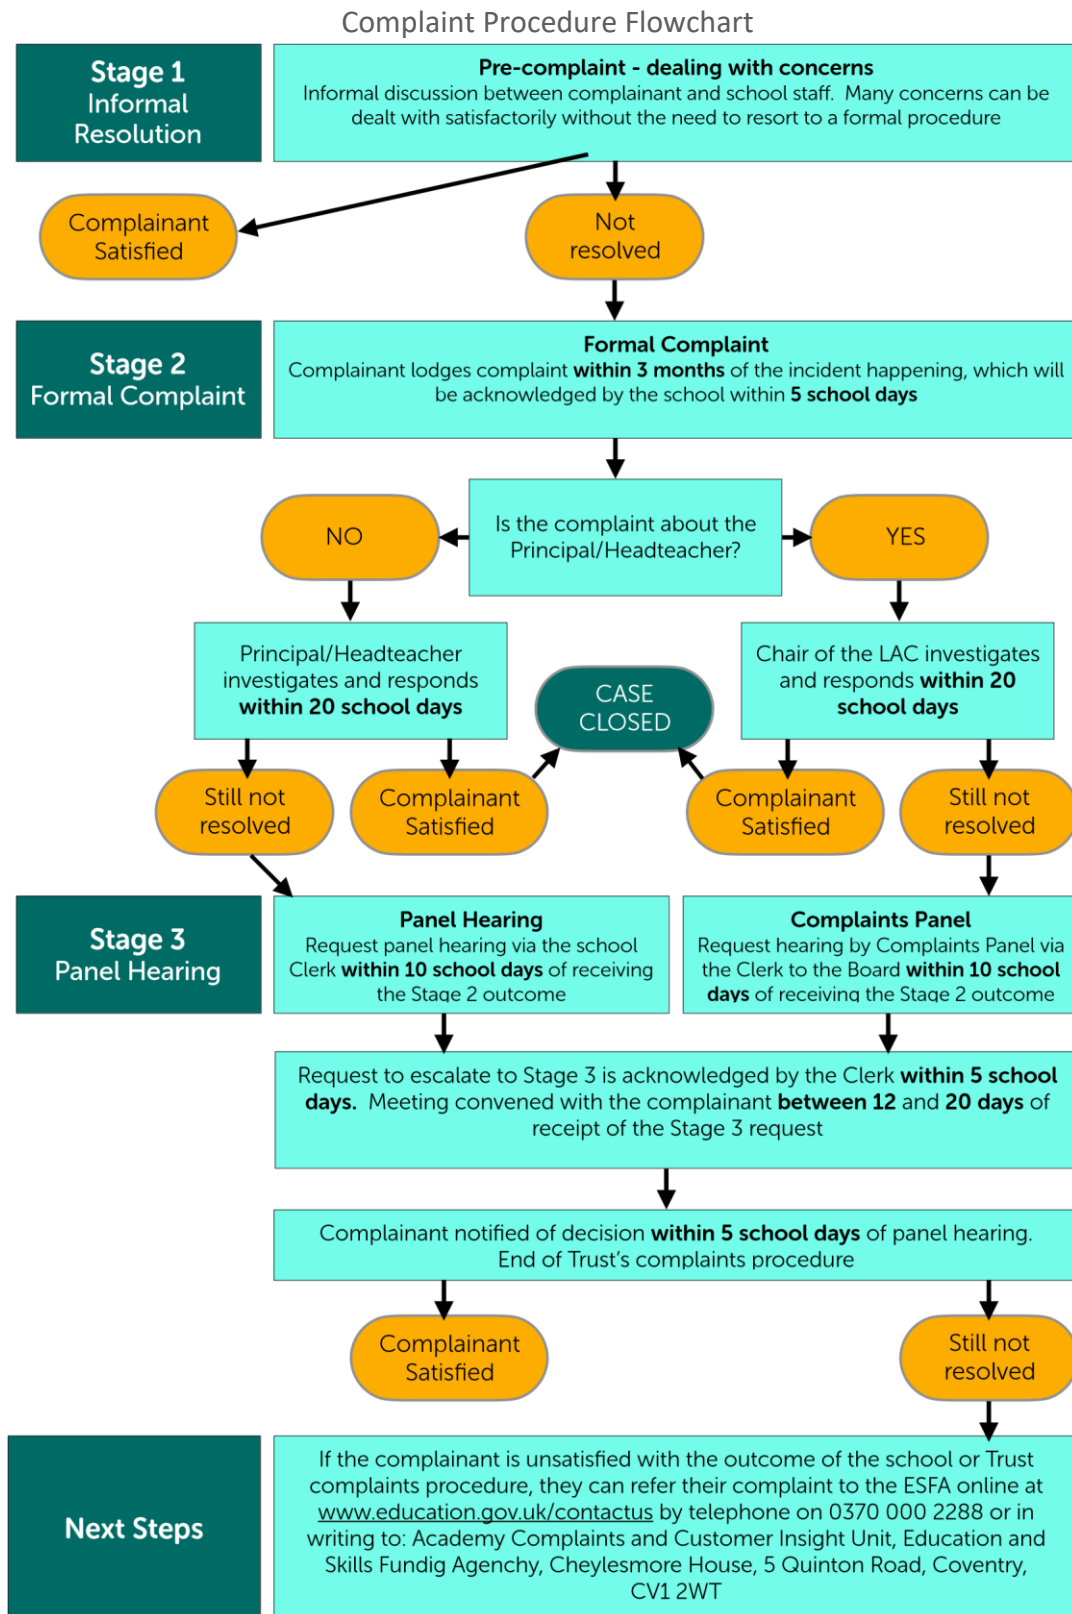 Complaint Procedure Flowchart
Stage 1
Informal
Resolution
Pre-complaint - dealing with concerns
Informal discussion between complainant and school staff.  Many concerns can be
dealt with satisfactorily without the need to resort to a formal procedure
Complainant
Satisfied
Not
resolved
Stage 2
Formal Complaint
Formal Complaint
Complainant lodges complaint within 3 months of the incident happening, which will
be acknowledged by the school within 5 school days
Is the complaint about the
Principal/Headteacher?
NO
YES
Principal/Headteacher
investigates and responds
within 20 school days
CASE
CLOSED
Chair of the LAC investigates
and responds within 20
school days
Still not
resolved
Complainant
Satisfied
Complainant
Satisfied
Still not
resolved
Stage 3
Panel Hearing
Panel Hearing
Request panel hearing via the school
Clerk within 10 school days of receiving
the Stage 2 outcome
Complaints Panel
Request hearing by Complaints Panel via
the Clerk to the Board within 10 school
days of receiving the Stage 2 outcome
Request to escalate to Stage 3 is acknowledged by the Clerk within 5 school
days.  Meeting convened with the complainant between 12 and 20 days of
receipt of the Stage 3 request
Complainant notified of decision within 5 school days of panel hearing.
End of Trust's complaints procedure
Complainant
Satisfied
Still not
resolved
Next Steps
If the complainant is unsatisfied with the outcome of the school or Trust
complaints procedure, they can refer their complaint to the ESFA online at
www.education.gov.uk/contactus by telephone on 0370 000 2288 or in
writing to: Academy Complaints and Customer Insight Unit, Education and
Skills Fundig Agenchy, Cheylesmore House, 5 Quinton Road, Coventry,
CV1 2WT